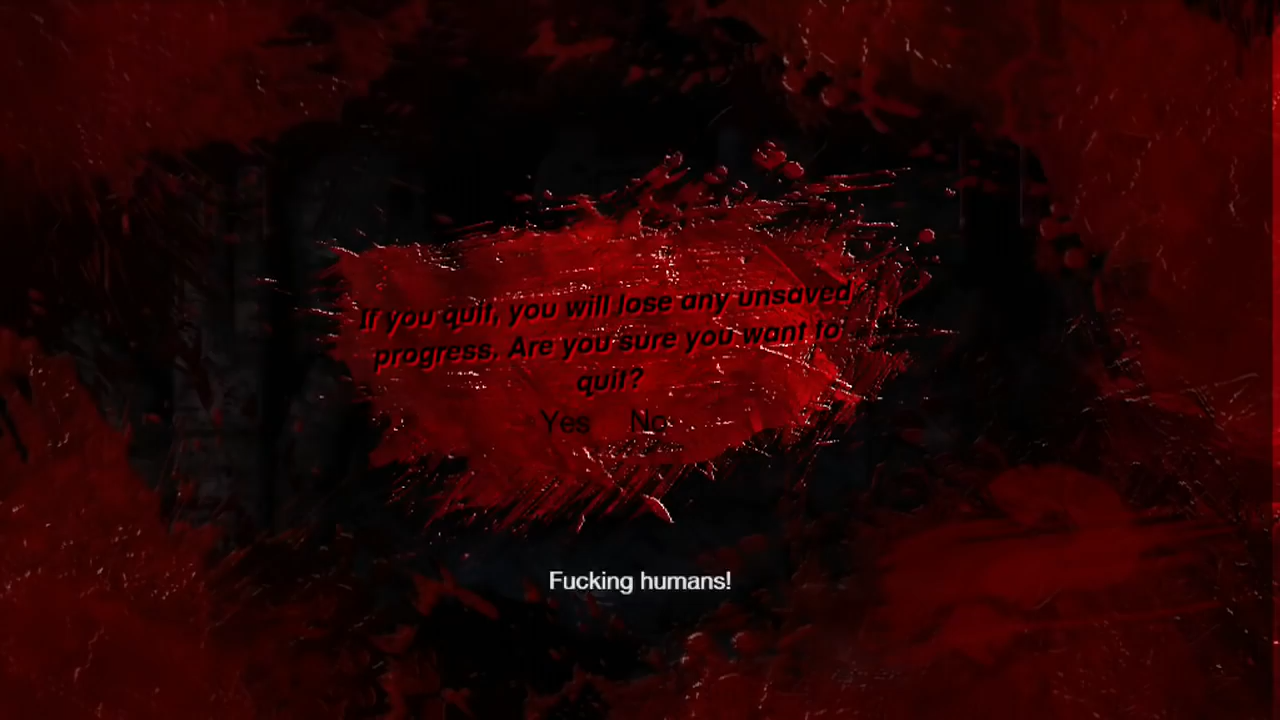 If you quit, you will lose any unsaved
progress. Are you sure you want to
quit?
Yes No
Fucking humans!